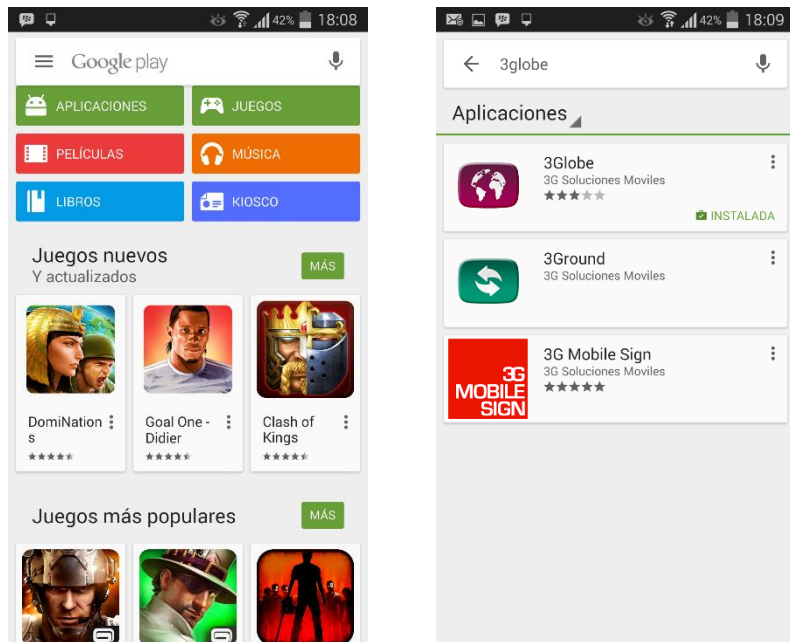 42% 18:08
Google play
APLICACIONES
JUEGOS
PELÍCULAS
MÚSICA
LIBROS
KIOSCO
Juegos nuevos
Y actualizados
MÁS
DomiNation
s
Goal One -
Didier
Clash of
Kings
Juegos más populares
MÁS
42% 18:09
3globe
Aplicaciones
3Globe
3G Soluciones Moviles
INSTALADA
3Ground
3G Soluciones Moviles
3G
MOBILE
SIGN
3G Mobile Sign
3G Soluciones Moviles